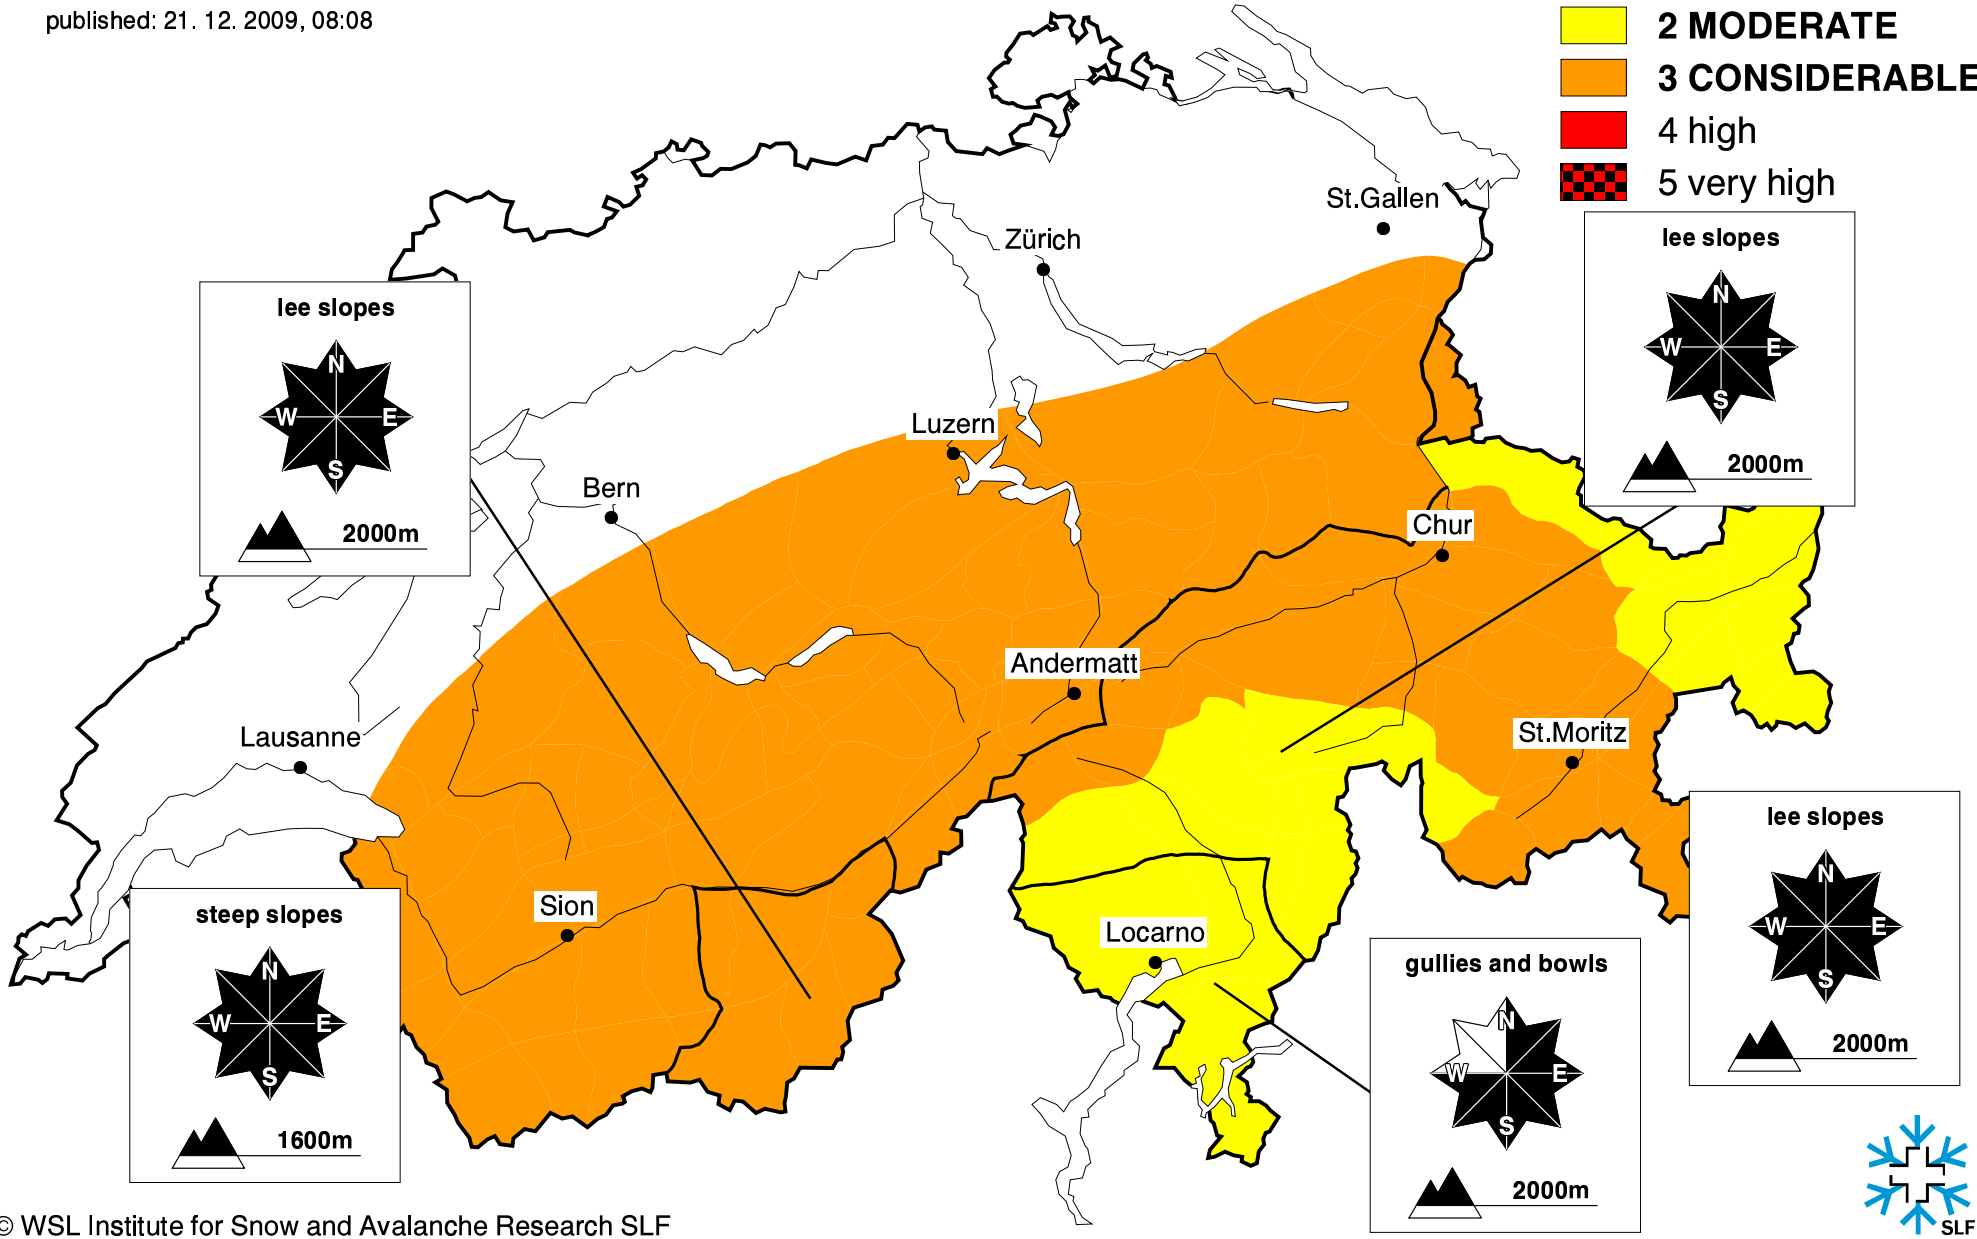 published: 21. 12. 2009, 08:08
2 MODERATE
3 CONSIDERABLE
4 high
5 very high
St.Gallen
Zürich
lee slopes
N
W E
S
2000m
lee slopes
N
W E
S
2000m
Luzern
Bern
Chur
Andermatt
St.Moritz
Lausanne
lee slopes
N
W E
S
2000m
Sion
steep slopes
N
W E
S
1600m
Locarno
gullies and bowls
N
W E
S
2000m
© WSL Institute for Snow and Avalanche Research SLF
SLF